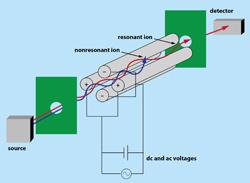 detector
resonant ion
nonresonant ion
+
+
source
dc and ac voltages